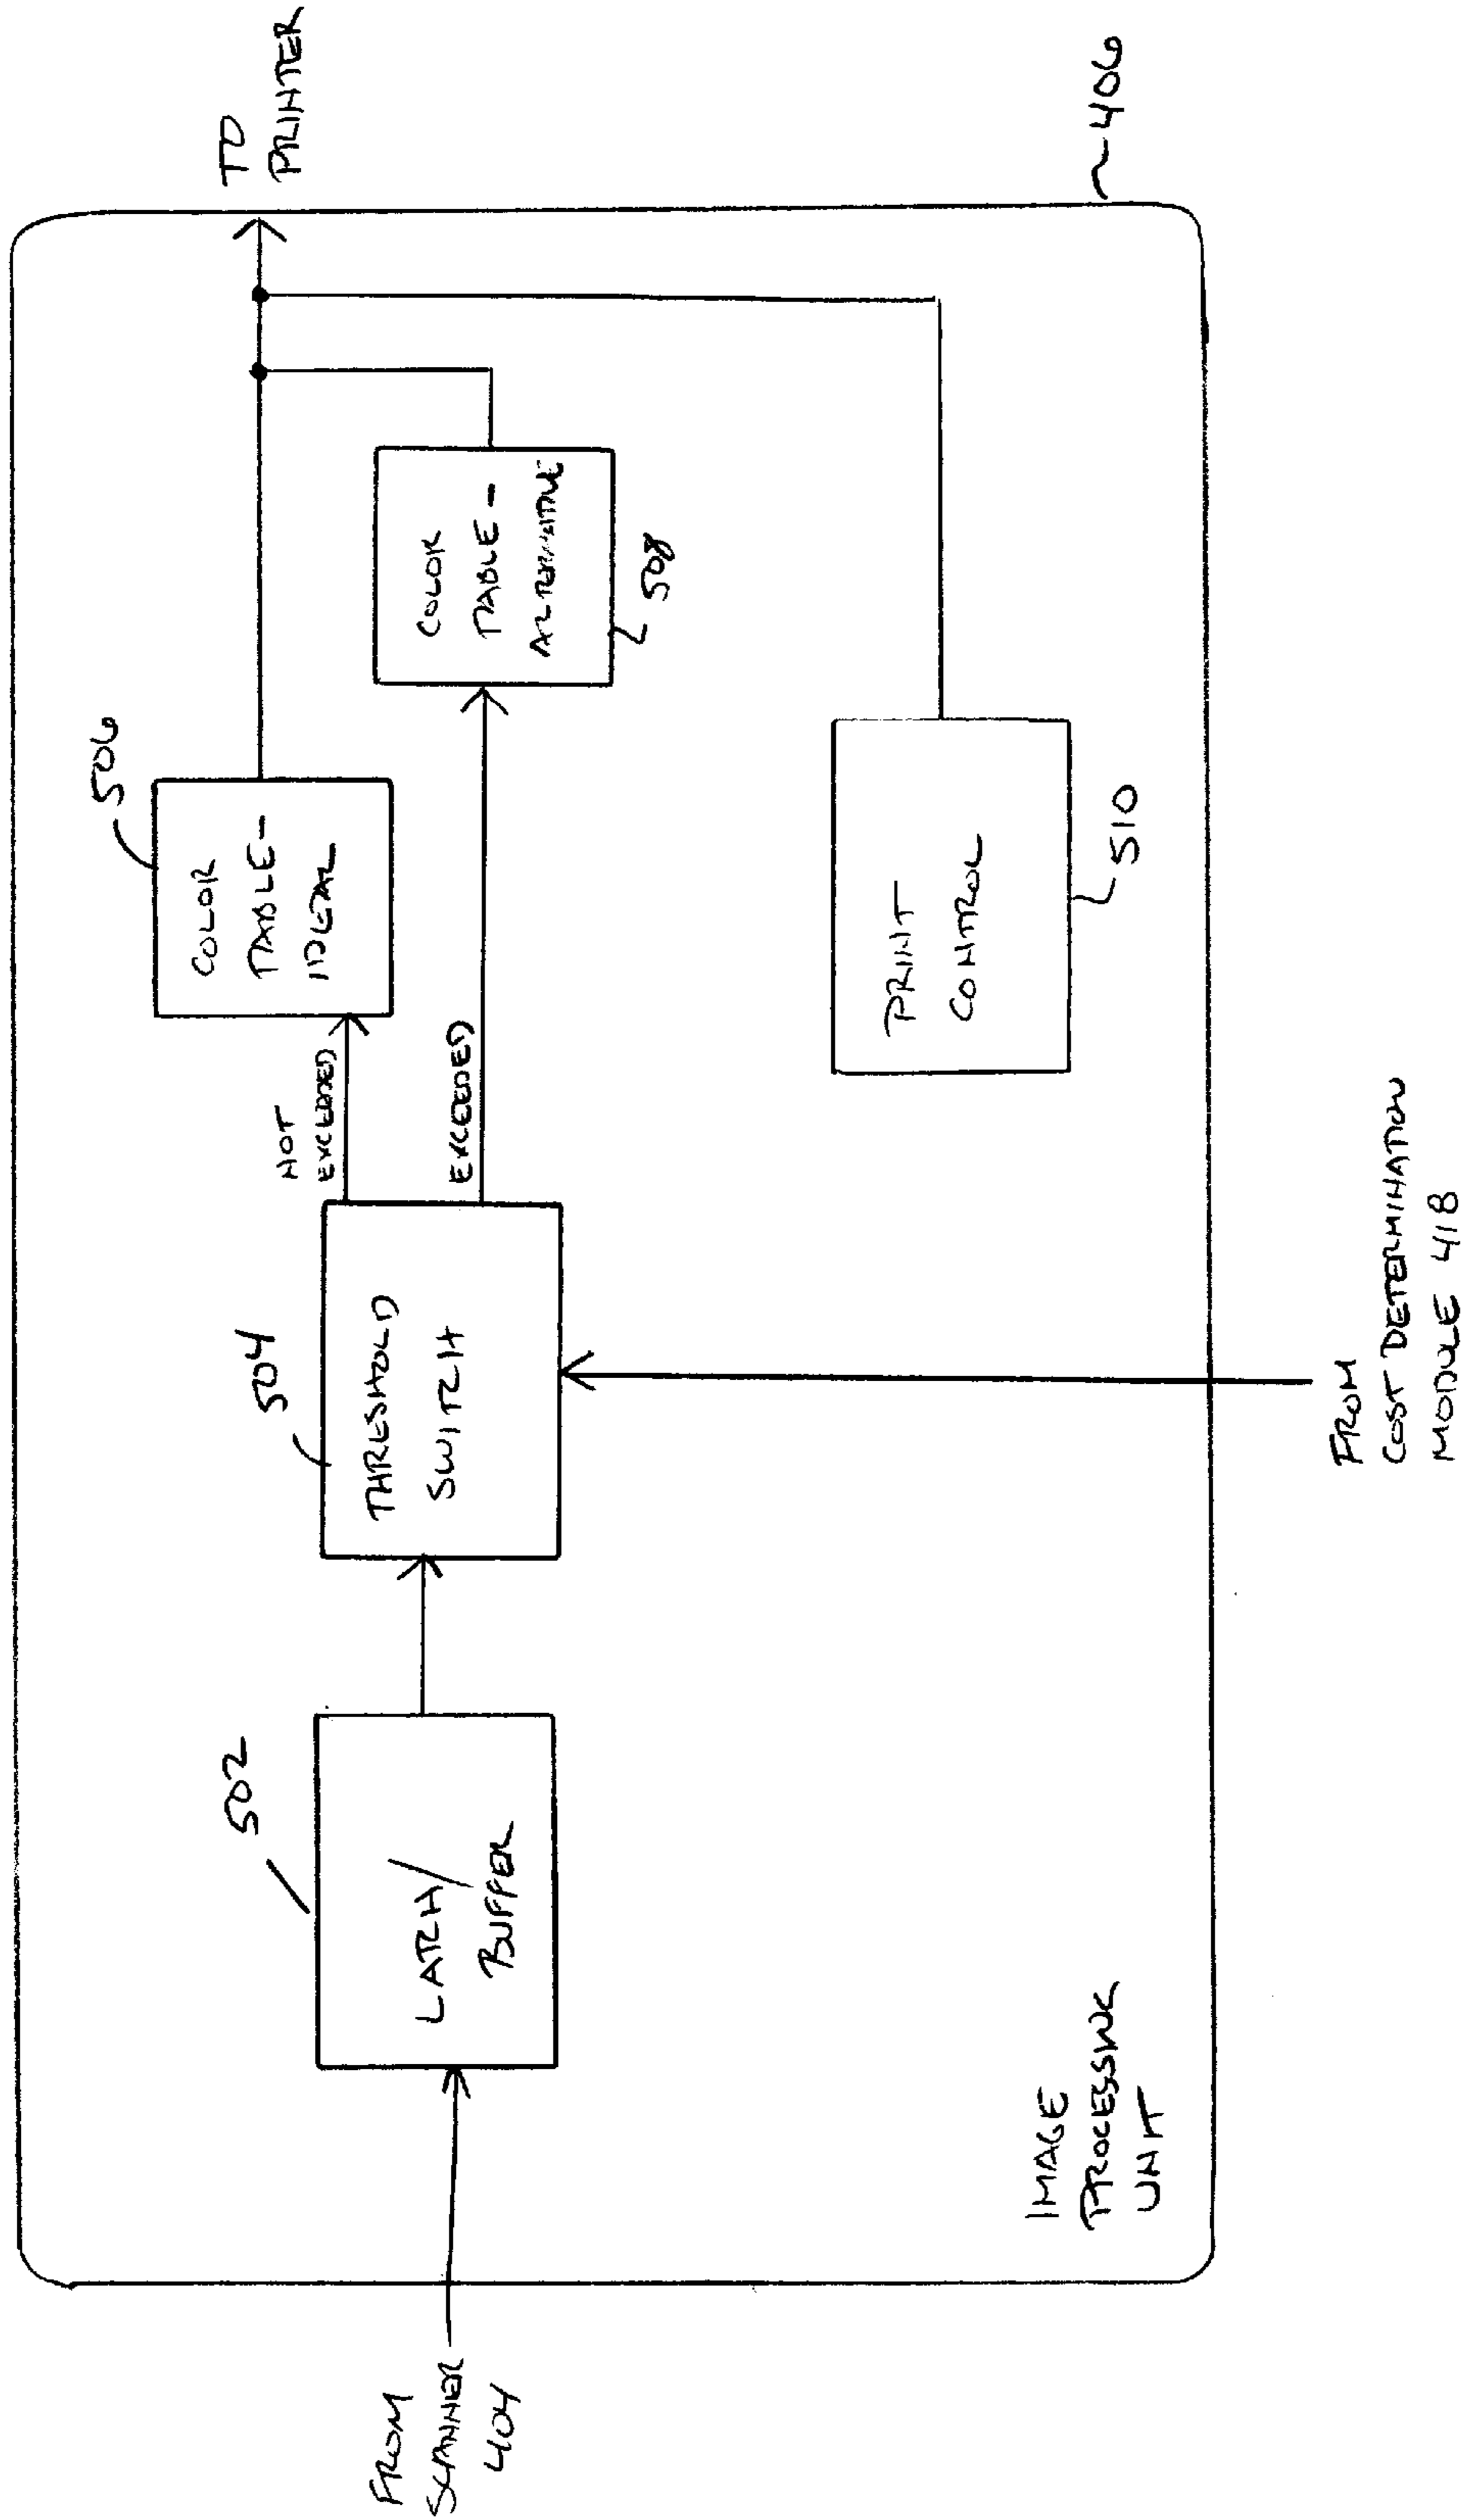 FROM
SCANNER
404
502
LATCH/
BUFFER
504
THRESHOLD
SWITCH
NOT
EXCEEDED
EXCEEDED
506
COLOR
TABLE-
IDEAL
COLOR
TABLE-
ALTERNATIVE
508
PRINT
CONTROL
510
TO
PRINTER
IMAGE
PROCESSING
UNIT
406
FROM
COST DETERMINATION
MODULE 418